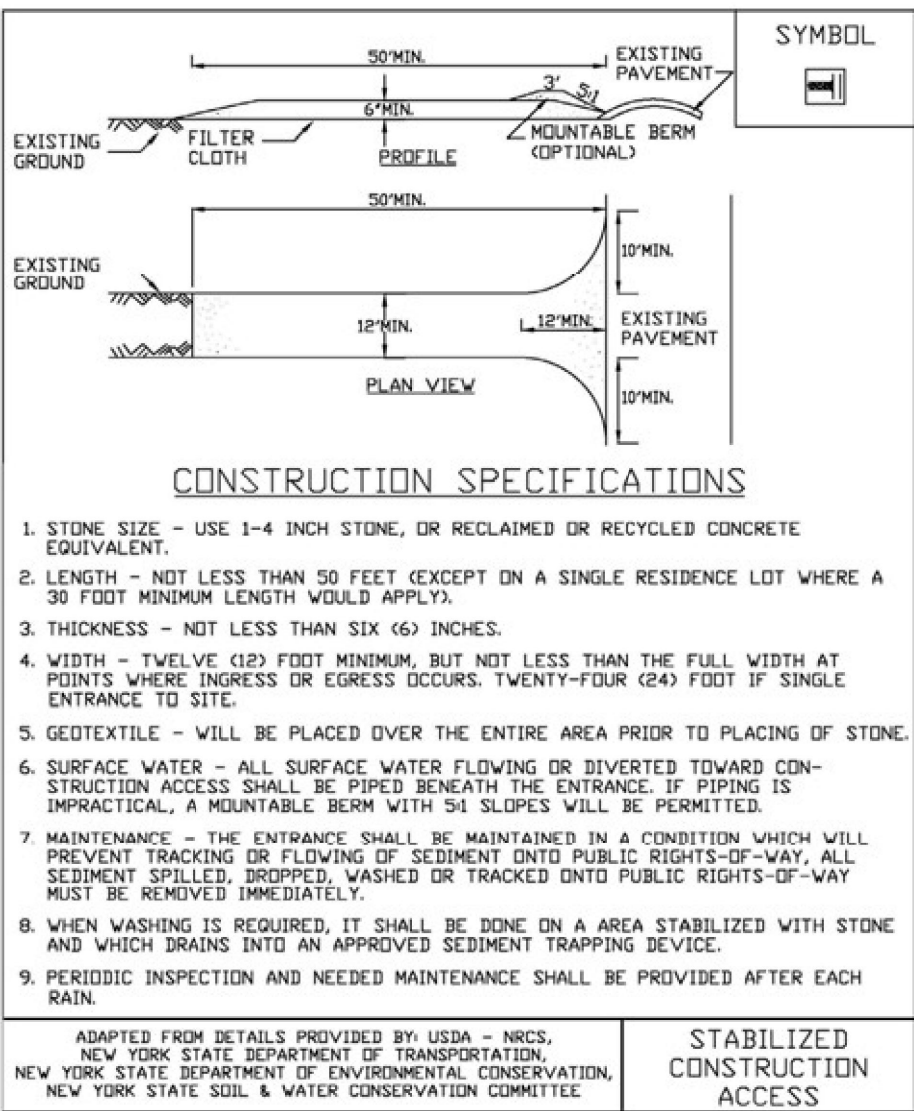 SYMBOL
50'MIN.
EXISTING
PAVEMENT
3'
5:1
6"MIN.
EXISTING
GROUND
FILTER
CLOTH
PROFILE
MOUNTABLE BERM
(OPTIONAL)
50'MIN.
EXISTING
GROUND
10'MIN.
12'MIN.
12'MIN.
EXISTING
PAVEMENT
PLAN VIEW
10'MIN.
CONSTRUCTION SPECIFICATIONS
1. STONE SIZE - USE 1-4 INCH STONE, OR RECLAIMED OR RECYCLED CONCRETE
EQUIVALENT.
2. LENGTH - NOT LESS THAN 50 FEET (EXCEPT ON A SINGLE RESIDENCE LOT WHERE A
30 FOOT MINIMUM LENGTH WOULD APPLY).
3. THICKNESS - NOT LESS THAN SIX (6) INCHES.
4. WIDTH - TWELVE (12) FOOT MINIMUM, BUT NOT LESS THAN THE FULL WIDTH AT
POINTS WHERE INGRESS OR EGRESS OCCURS. TWENTY-FOUR (24) FOOT IF SINGLE
ENTRANCE TO SITE.
5. GEOTEXTILE - WILL BE PLACED OVER THE ENTIRE AREA PRIOR TO PLACING OF STONE.
6. SURFACE WATER - ALL SURFACE WATER FLOWING OR DIVERTED TOWARD CON-
STRUCTION ACCESS SHALL BE PIPED BENEATH THE ENTRANCE. IF PIPING IS
IMPRACTICAL, A MOUNTABLE BERM WITH 5:1 SLOPES WILL BE PERMITTED.
7. MAINTENANCE - THE ENTRANCE SHALL BE MAINTAINED IN A CONDITION WHICH WILL
PREVENT TRACKING OR FLOWING OF SEDIMENT ONTO PUBLIC RIGHTS-OF-WAY, ALL
SEDIMENT SPILLED, DROPPED, WASHED OR TRACKED ONTO PUBLIC RIGHTS-OF-WAY
MUST BE REMOVED IMMEDIATELY.
8. WHEN WASHING IS REQUIRED, IT SHALL BE DONE ON A AREA STABILIZED WITH STONE
AND WHICH DRAINS INTO AN APPROVED SEDIMENT TRAPPING DEVICE.
9. PERIODIC INSPECTION AND NEEDED MAINTENANCE SHALL BE PROVIDED AFTER EACH
RAIN.
ADAPTED FROM DETAILS PROVIDED BY: USDA - NRCS,
NEW YORK STATE DEPARTMENT OF TRANSPORTATION,
NEW YORK STATE DEPARTMENT OF ENVIRONMENTAL CONSERVATION,
NEW YORK STATE SOIL & WATER CONSERVATION COMMITTEE
STABILIZED
CONSTRUCTION
ACCESS